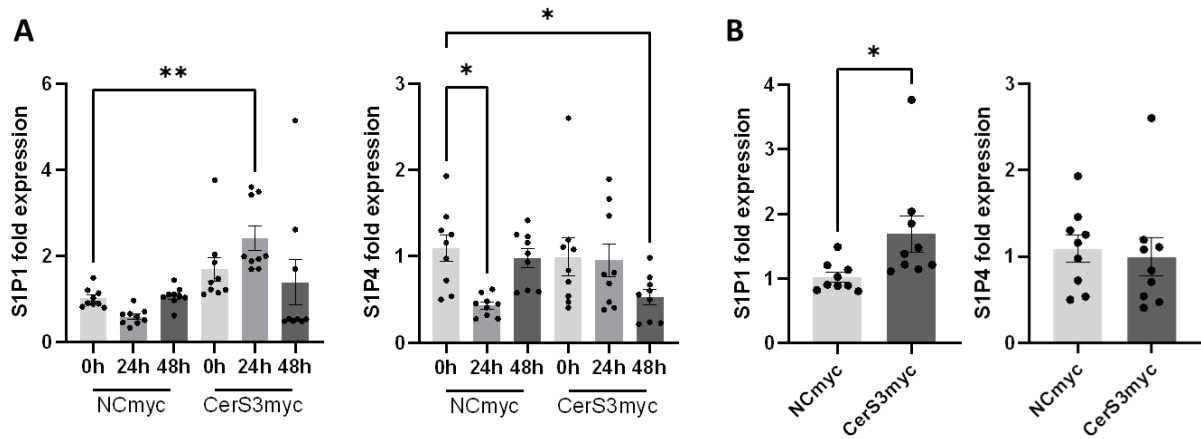 A
B
S1P1 fold expression
6
4
2
0
**
0h 24h 48h 0h 24h 48h
NCmyc CerS3myc
S1P4 fold expression
3
2
1
0
*
*
0h 24h 48h 0h 24h 48h
NCmyc CerS3myc
S1P1 fold expression
4
3
2
1
0
*
NCmyc
CerS3myc
S1P4 fold expression
3
2
1
0
NCmyc
CerS3myc